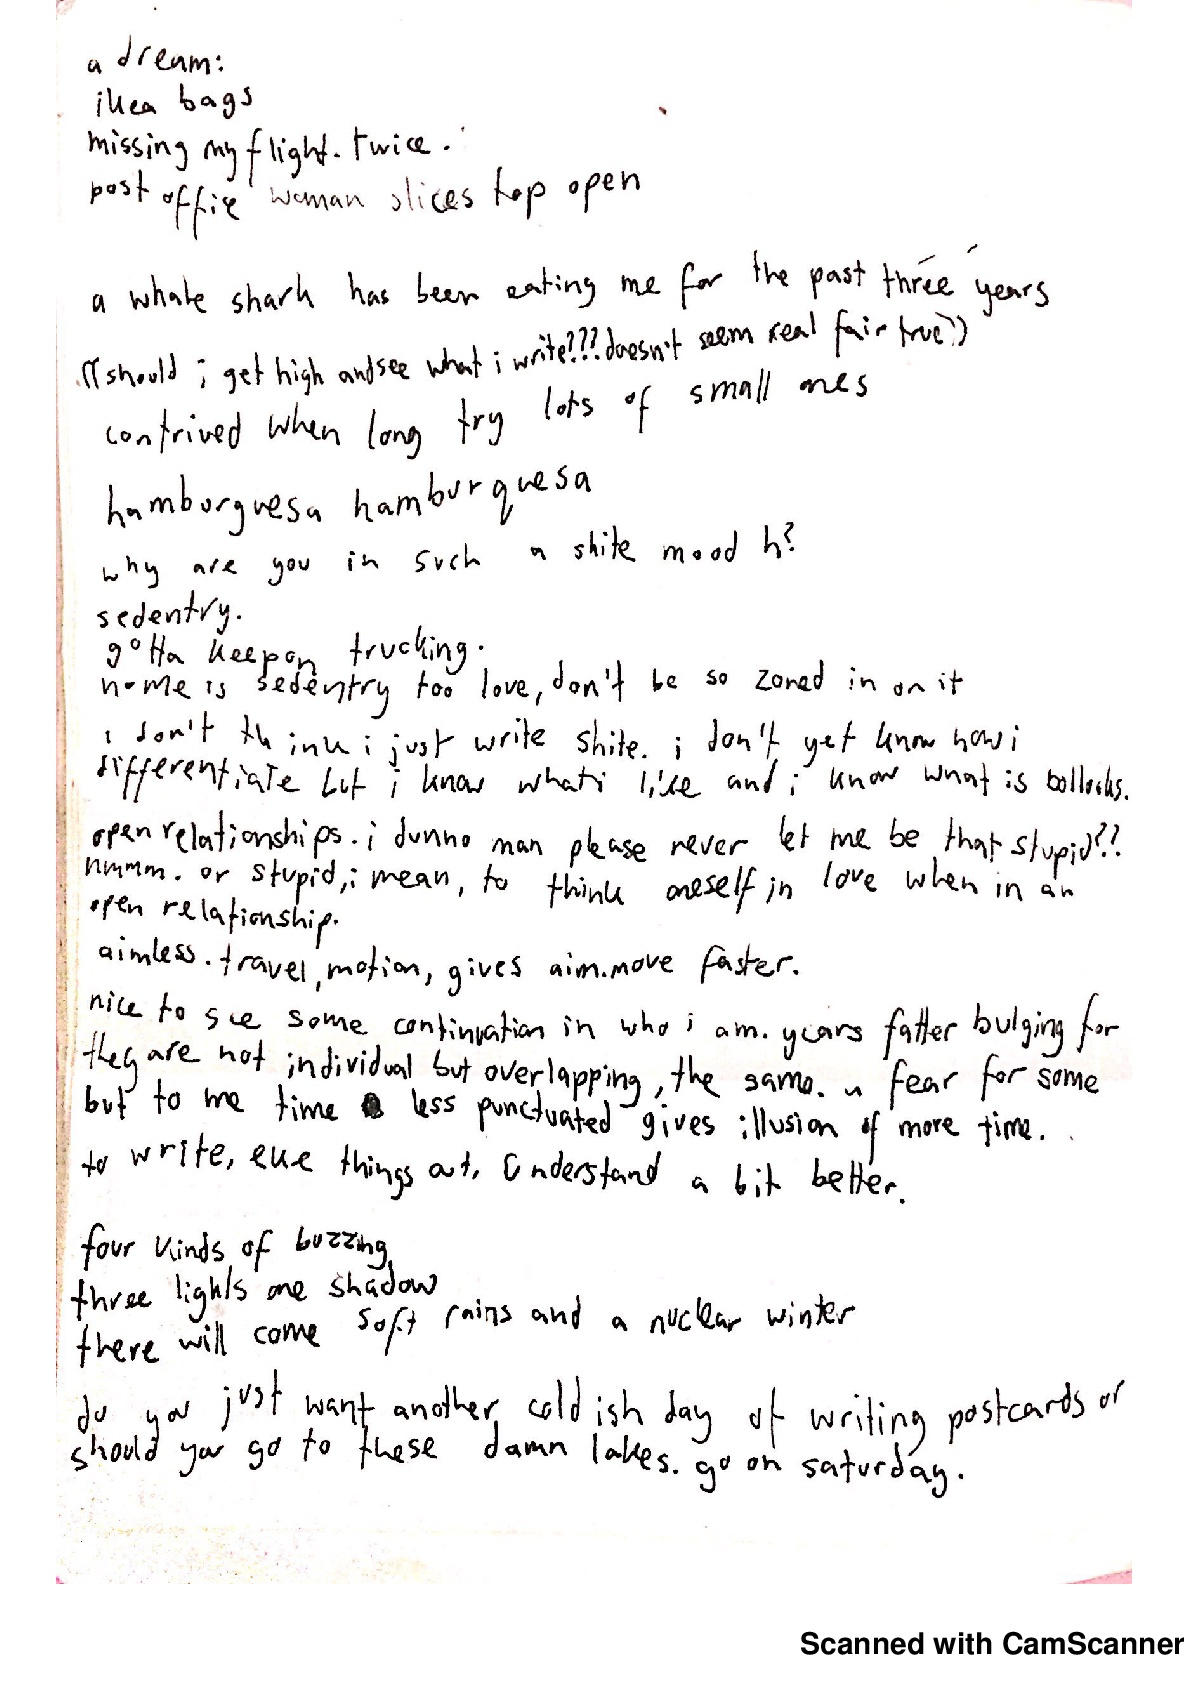 a dream:
ikea bags
missing my flight. twice.
post office woman slices top open
a whale shark has been eating me for the past three years
((should i get high and see what i write??? doesn't seem real fair true))
contrived when long try lots of small ones
hamburguesa hamburguesa
why are you in such a shite mood h?
sedentry.
gotta keep on trucking.
home is sedentry too love, don't be so zoned in on it
i don't think i just write shite. i don't yet know how i
differentiate but i know what i like and i know what is bollocks.
open relationships. i dunno man please never let me be that stupid??
hmmm. or stupid, i mean, to think oneself in love when in an
open relationship.
aimless. travel, motion, gives aim. move faster.
nice to see some continuation in who i am. years fatter bulging for
they are not individual but overlapping, the same. a fear for some
but to me time less punctuated gives illusion of more time.
to write, eke things out. understand a bit better.
four kinds of buzzing
three lights one shadow
there will come soft rains and a nuclear winter
do you just want another coldish day of writing postcards or
should you go to these damn lakes. go on saturday.
Scanned with CamScanner